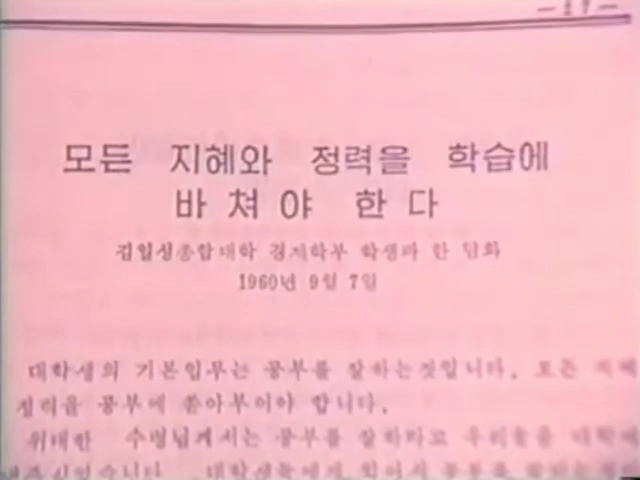 모든 지혜와 정력을 학습에
바쳐야 한다
김일성종합대학 경제학부 학생과 한 담화
1960년 9월 7일
대학생의 기본임무는 공부를 잘하는것입니다. 모든 지혜
정력을 공부에 쏟아부어야 합니다.
위대한 수령님께서는 공부를 잘하라고 우리들을 대학에